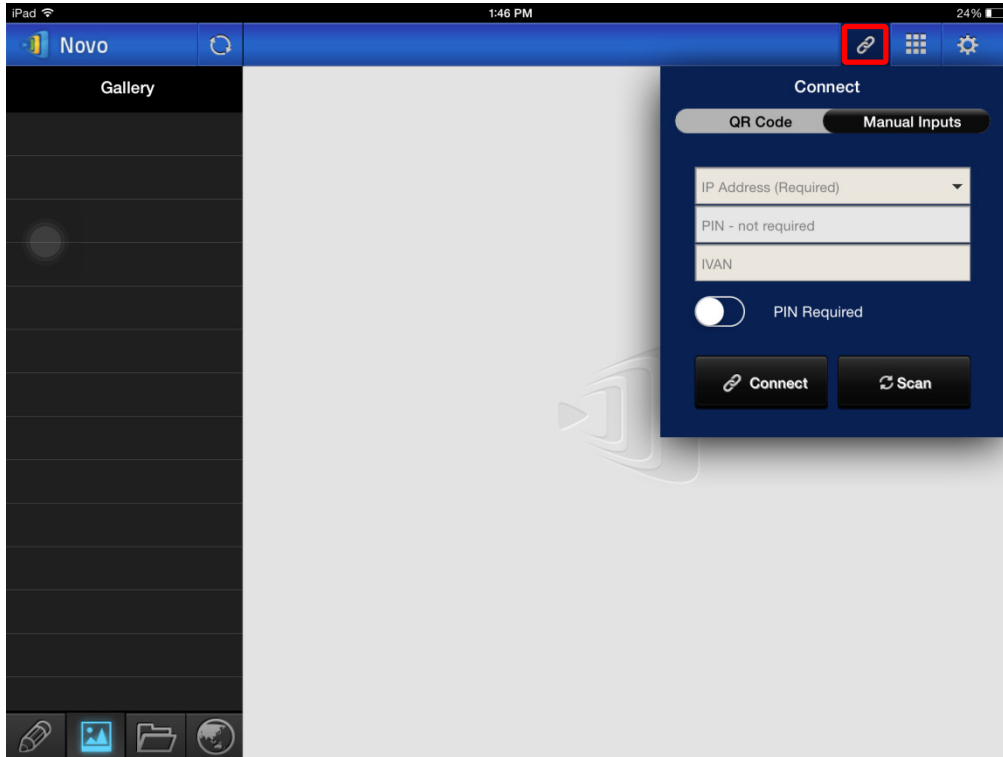 iPad 1:46 PM 24%
Novo
Gallery
Connect
QR Code Manual Inputs
IP Address (Required)
PIN - not required
IVAN
PIN Required
Connect Scan